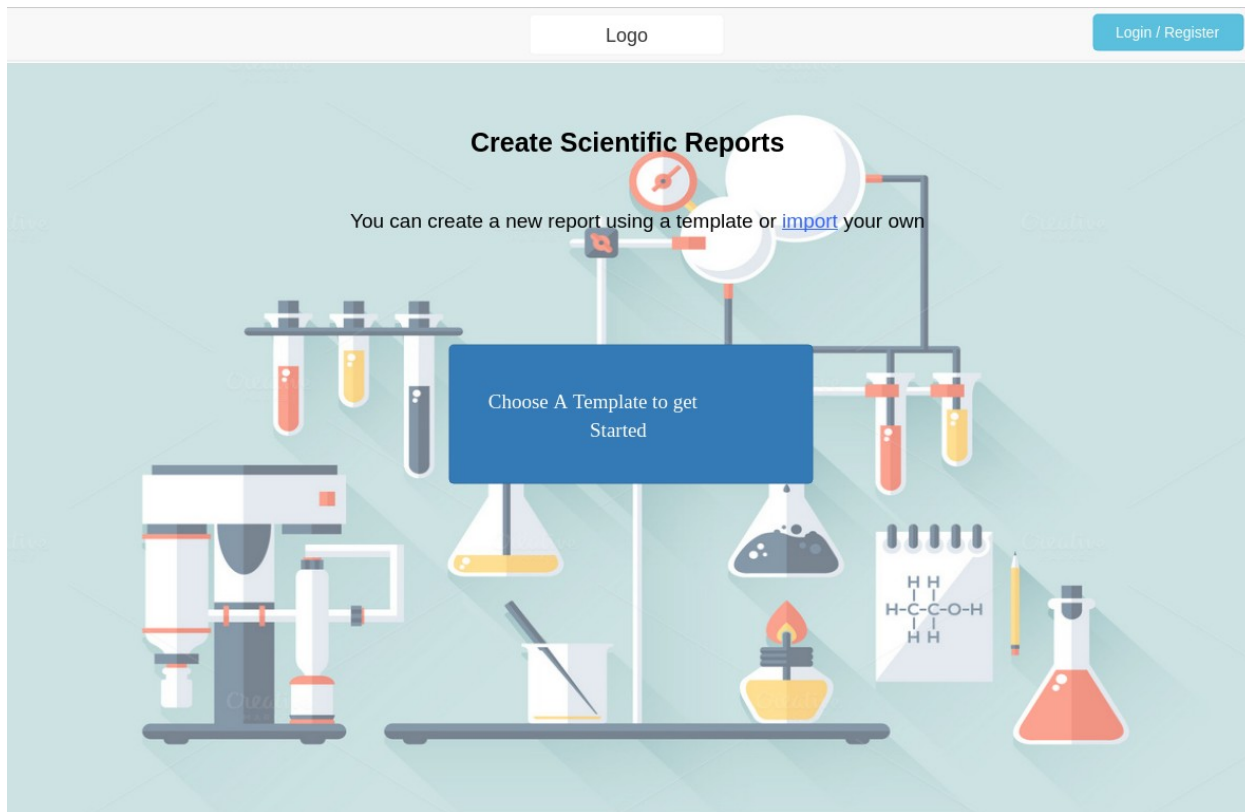 Logo
Login / Register
Create Scientific Reports
You can create a new report using a template or import your own
Choose A Template to get
Started
H H
H-C-C-O-H
H H